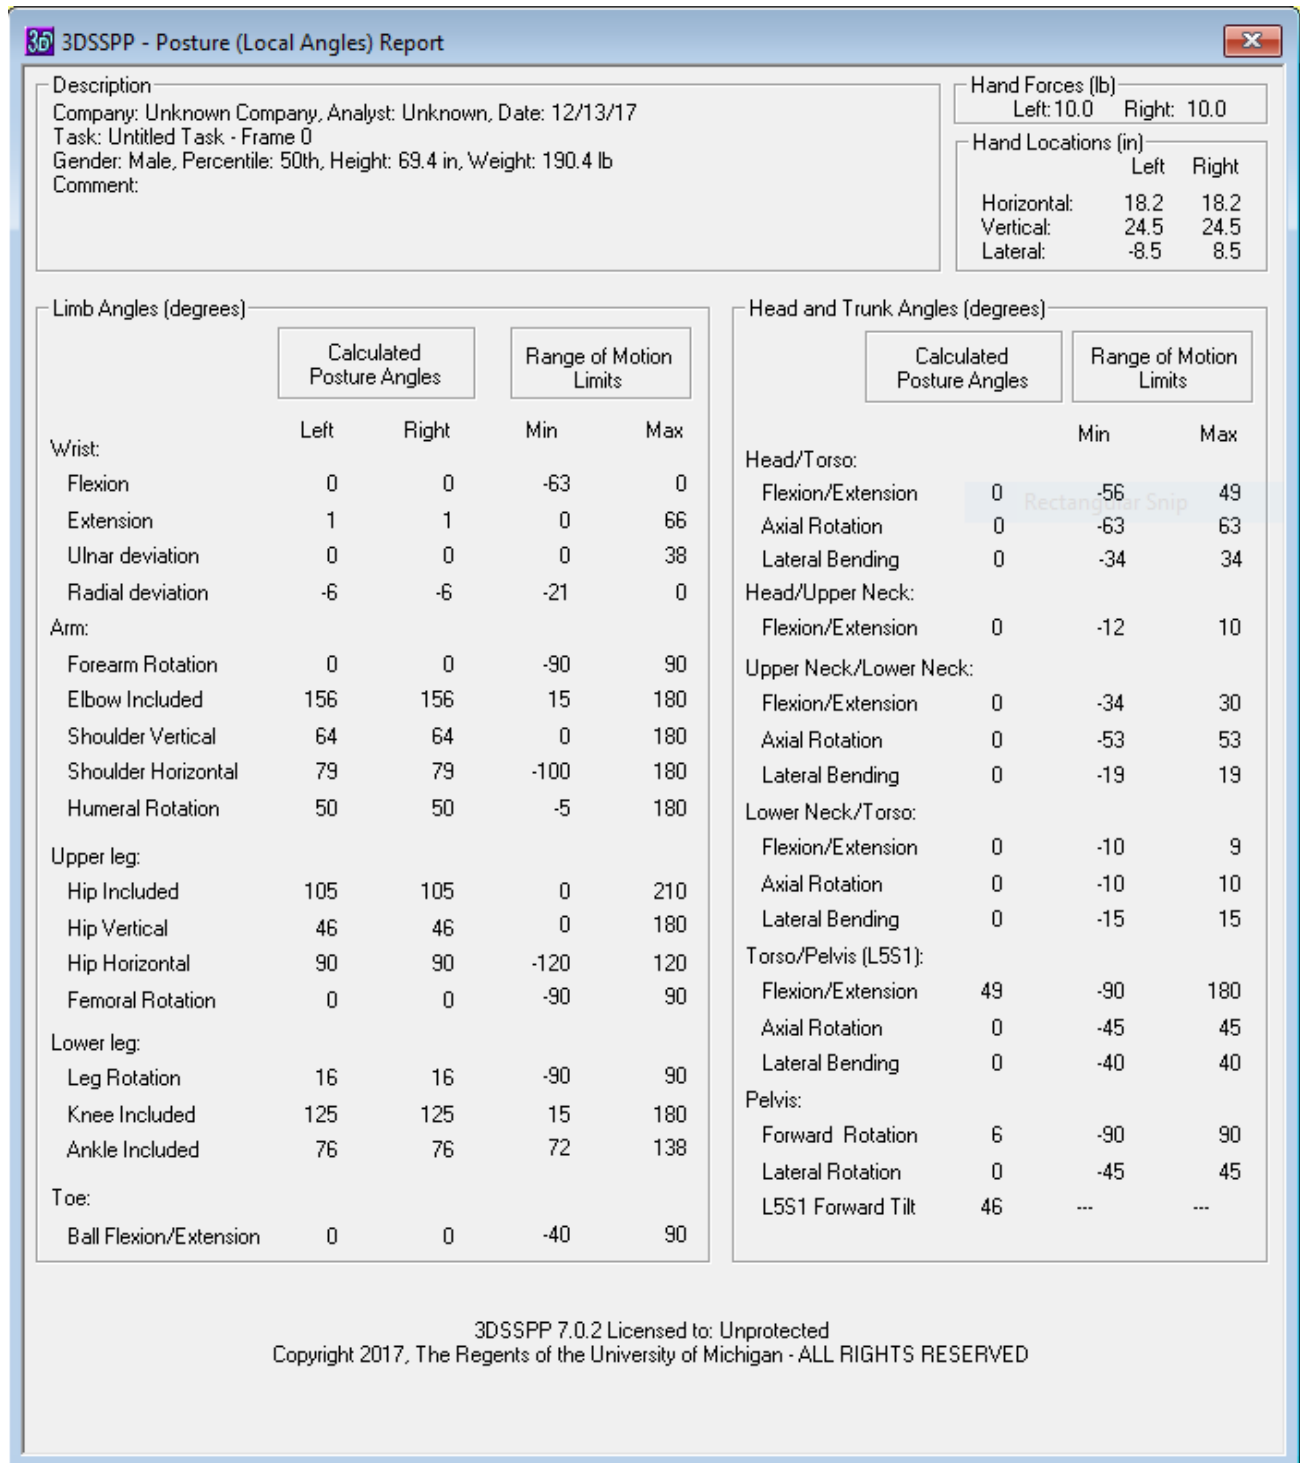 3DSSPP - Posture (Local Angles) Report
Description
Company: Unknown Company, Analyst: Unknown, Date: 12/13/17
Task: Untitled Task - Frame 0
Gender: Male, Percentile: 50th, Height: 69.4 in, Weight: 190.4 lb
Comment:
Hand Forces (lb)
Left: 10.0 Right: 10.0
Hand Locations (in)
Left Right
Horizontal: 18.2 18.2
Vertical: 24.5 24.5
Lateral: -8.5 8.5
Limb Angles (degrees)
Calculated Posture Angles Range of Motion Limits
Left Right Min Max
Wrist:
Flexion 0 0 -63 0
Extension 1 1 0 66
Ulnar deviation 0 0 0 38
Radial deviation -6 -6 -21 0
Arm:
Forearm Rotation 0 0 -90 90
Elbow Included 156 156 15 180
Shoulder Vertical 64 64 0 180
Shoulder Horizontal 79 79 -100 180
Humeral Rotation 50 50 -5 180
Upper leg:
Hip Included 105 105 0 210
Hip Vertical 46 46 0 180
Hip Horizontal 90 90 -120 120
Femoral Rotation 0 0 -90 90
Lower leg:
Leg Rotation 16 16 -90 90
Knee Included 125 125 15 180
Ankle Included 76 76 72 138
Toe:
Ball Flexion/Extension 0 0 -40 90
Head and Trunk Angles (degrees)
Calculated Posture Angles Range of Motion Limits
Min Max
Head/Torso:
Flexion/Extension 0 -56 49
Rectangular Snip
Axial Rotation 0 -63 63
Lateral Bending 0 -34 34
Head/Upper Neck:
Flexion/Extension 0 -12 10
Upper Neck/Lower Neck:
Flexion/Extension 0 -34 30
Axial Rotation 0 -53 53
Lateral Bending 0 -19 19
Lower Neck/Torso:
Flexion/Extension 0 -10 9
Axial Rotation 0 -10 10
Lateral Bending 0 -15 15
Torso/Pelvis (L5S1):
Flexion/Extension 49 -90 180
Axial Rotation 0 -45 45
Lateral Bending 0 -40 40
Pelvis:
Forward Rotation 6 -90 90
Lateral Rotation 0 -45 45
L5S1 Forward Tilt 46 --- ---
3DSSPP 7.0.2 Licensed to: Unprotected
Copyright 2017, The Regents of the University of Michigan - ALL RIGHTS RESERVED